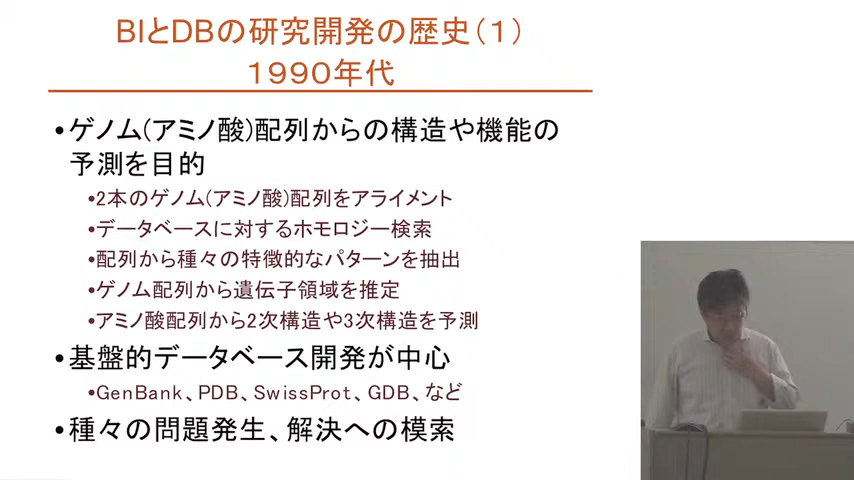 BIとDBの研究開発の歴史(1)
1990年代
•ゲノム(アミノ酸)配列からの構造や機能の
予測を目的
•2本のゲノム(アミノ酸)配列をアライメント
•データベースに対するホモロジー検索
•配列から種々の特徴的なパターンを抽出
•ゲノム配列から遺伝子領域を推定
•アミノ酸配列から2次構造や3次構造を予測
•基盤的データベース開発が中心
•GenBank、PDB、SwissProt、GDB、など
•種々の問題発生、解決への模索